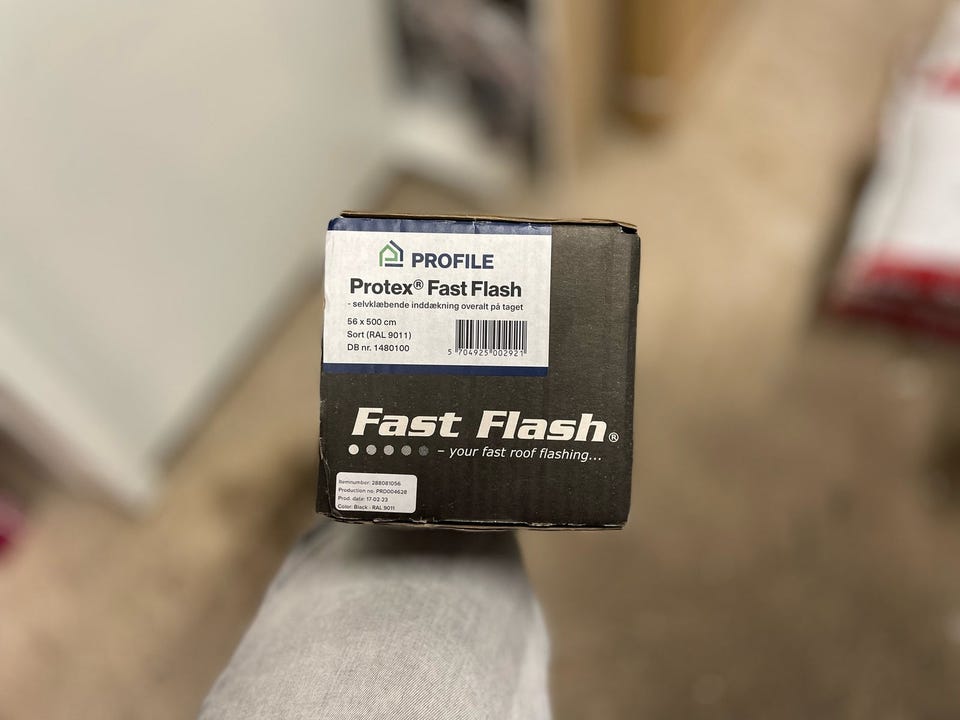 PROFILE
Protex® Fast Flash
- selvklæbende inddækning overalt på taget
56 x 500 cm
Sort (RAL 9011)
DB nr. 1480100
5 704925 002921
Fast Flash®
– your fast roof flashing...
Itemnumber: 288081056
Production no: PRD004628
Prod. date: 17-02-23
Color: Black - RAL 9011